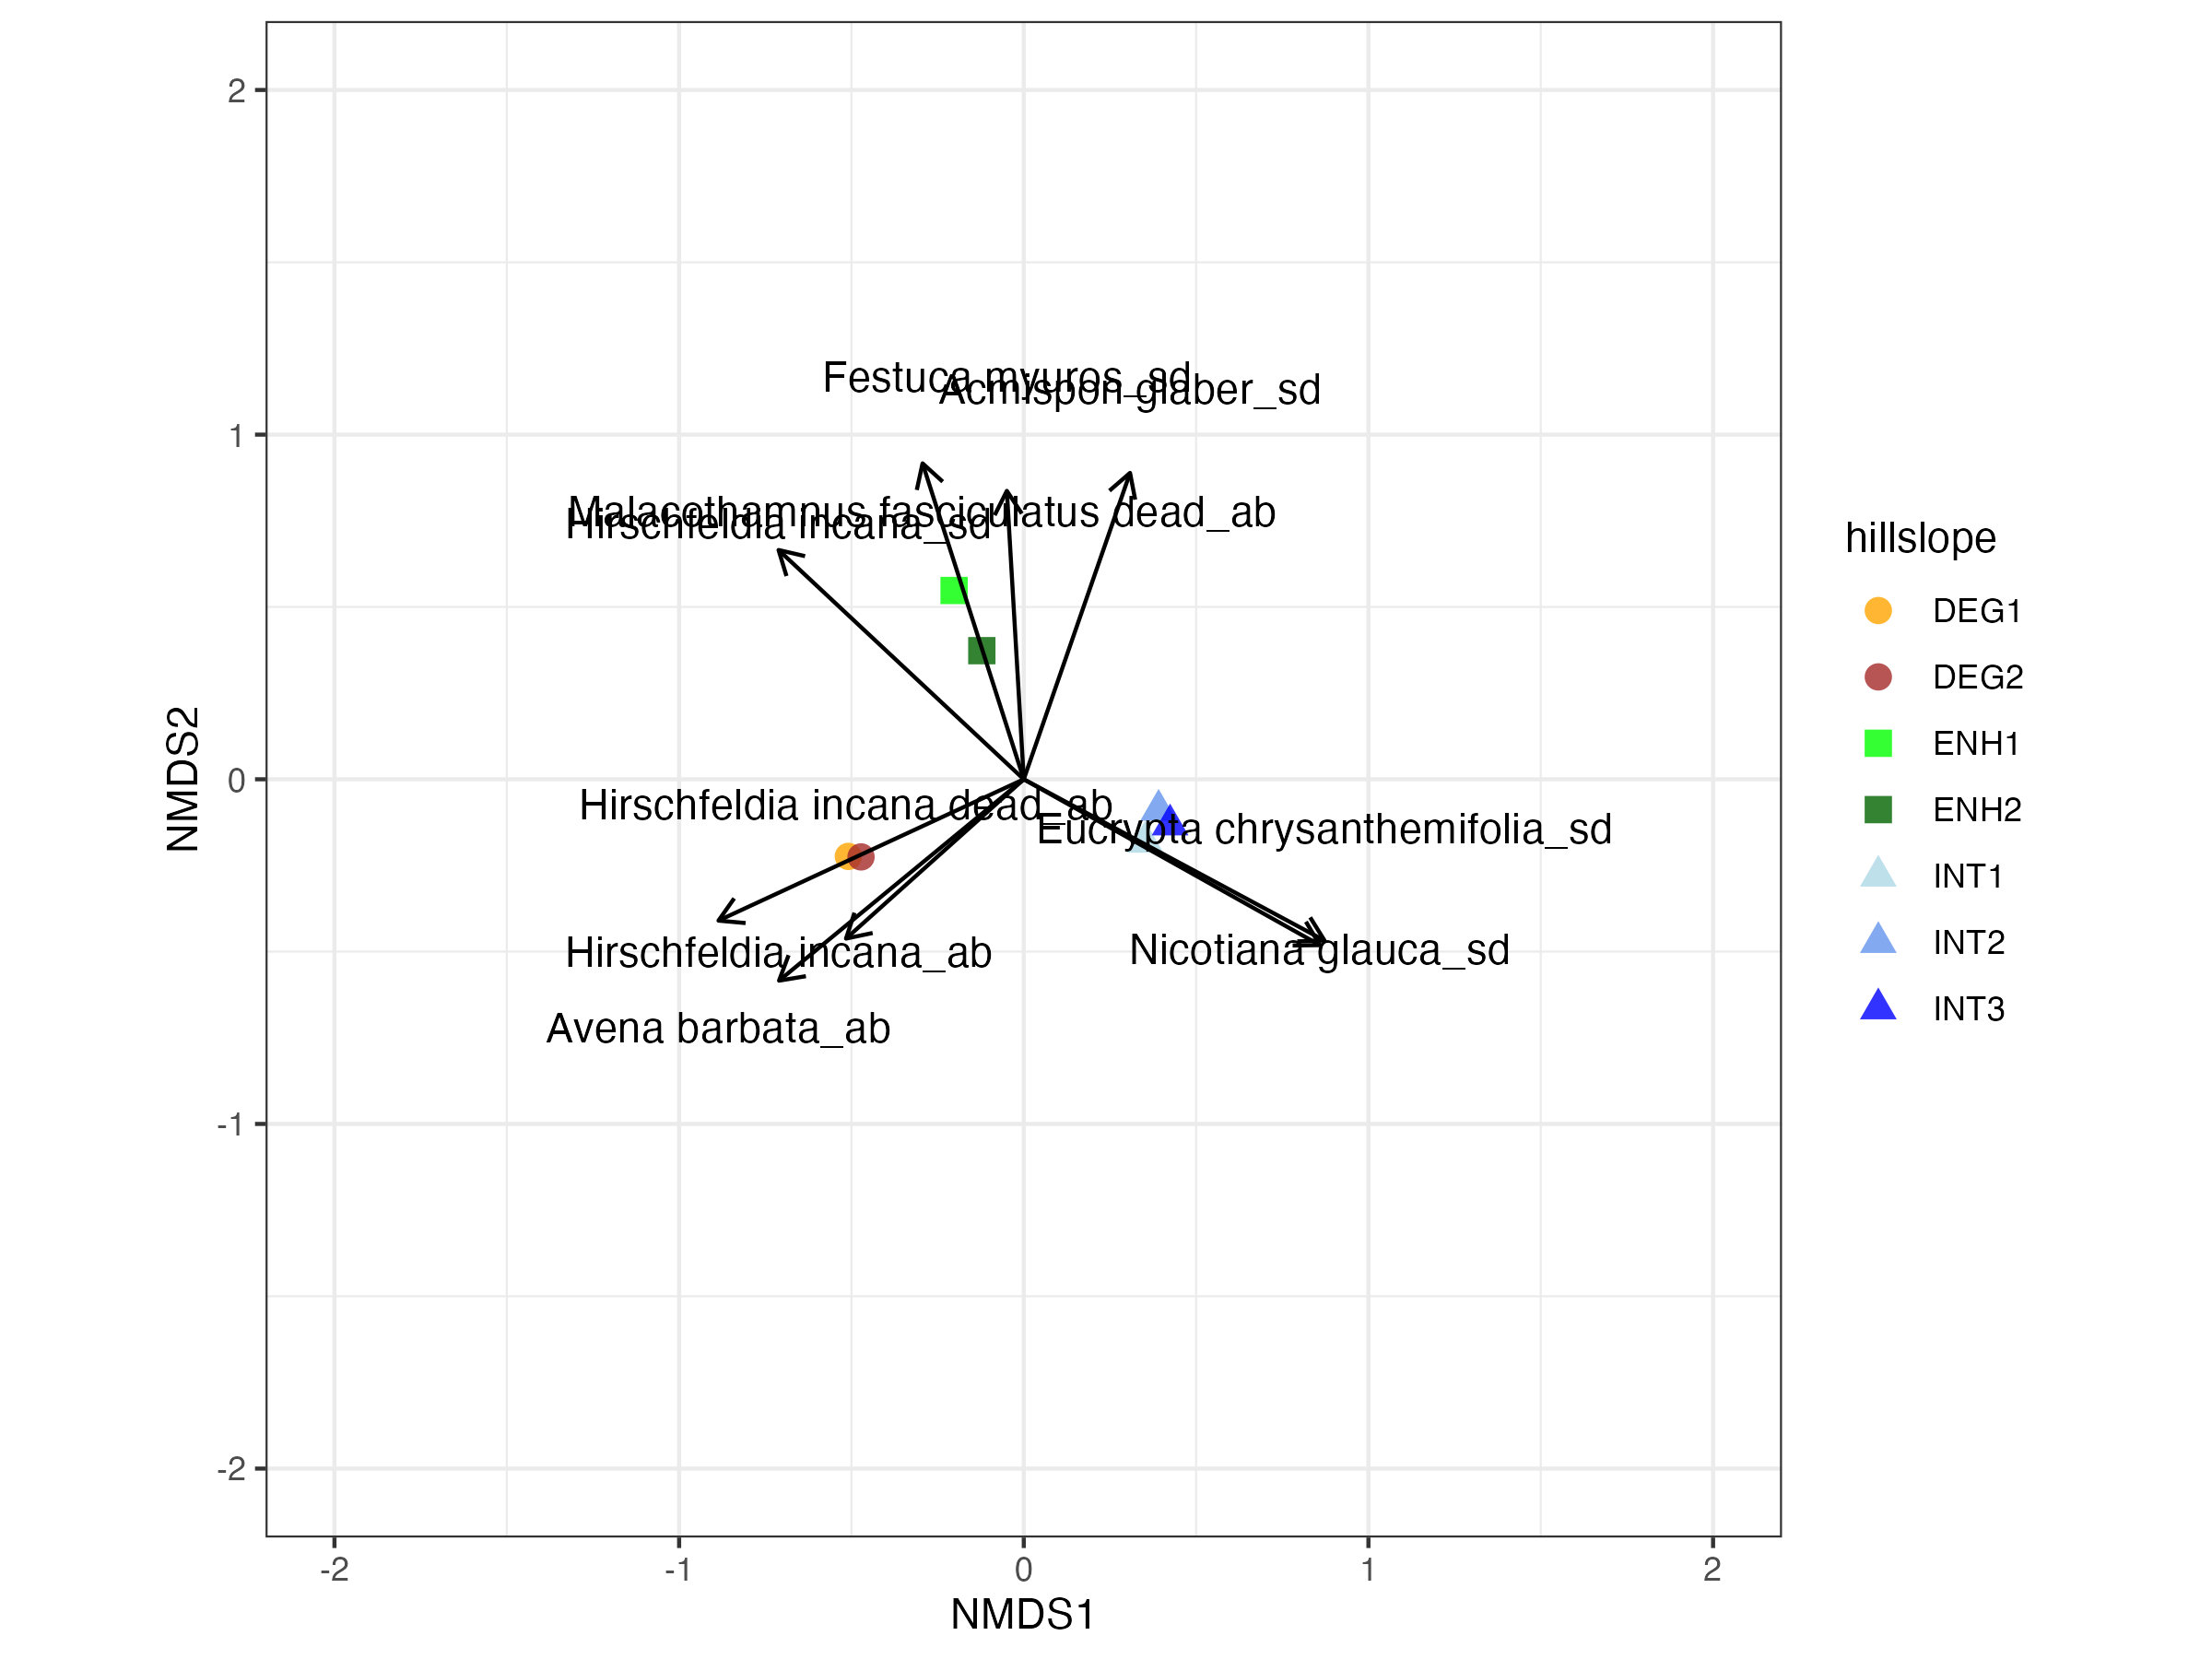 2
1
0
-1
-2
NMDS2
Festuca myuros_sd
Acmispon glaber_sd
Malacothamnus fasciculatus dead_ab
Hirschfeldia incana_sd
Hirschfeldia incana dead_ab
Eucrypta chrysanthemifolia_sd
Hirschfeldia incana_ab
Nicotiana glauca_sd
Avena barbata_ab
-2
-1
0
1
2
NMDS1
hillslope
DEG1
DEG2
ENH1
ENH2
INT1
INT2
INT3